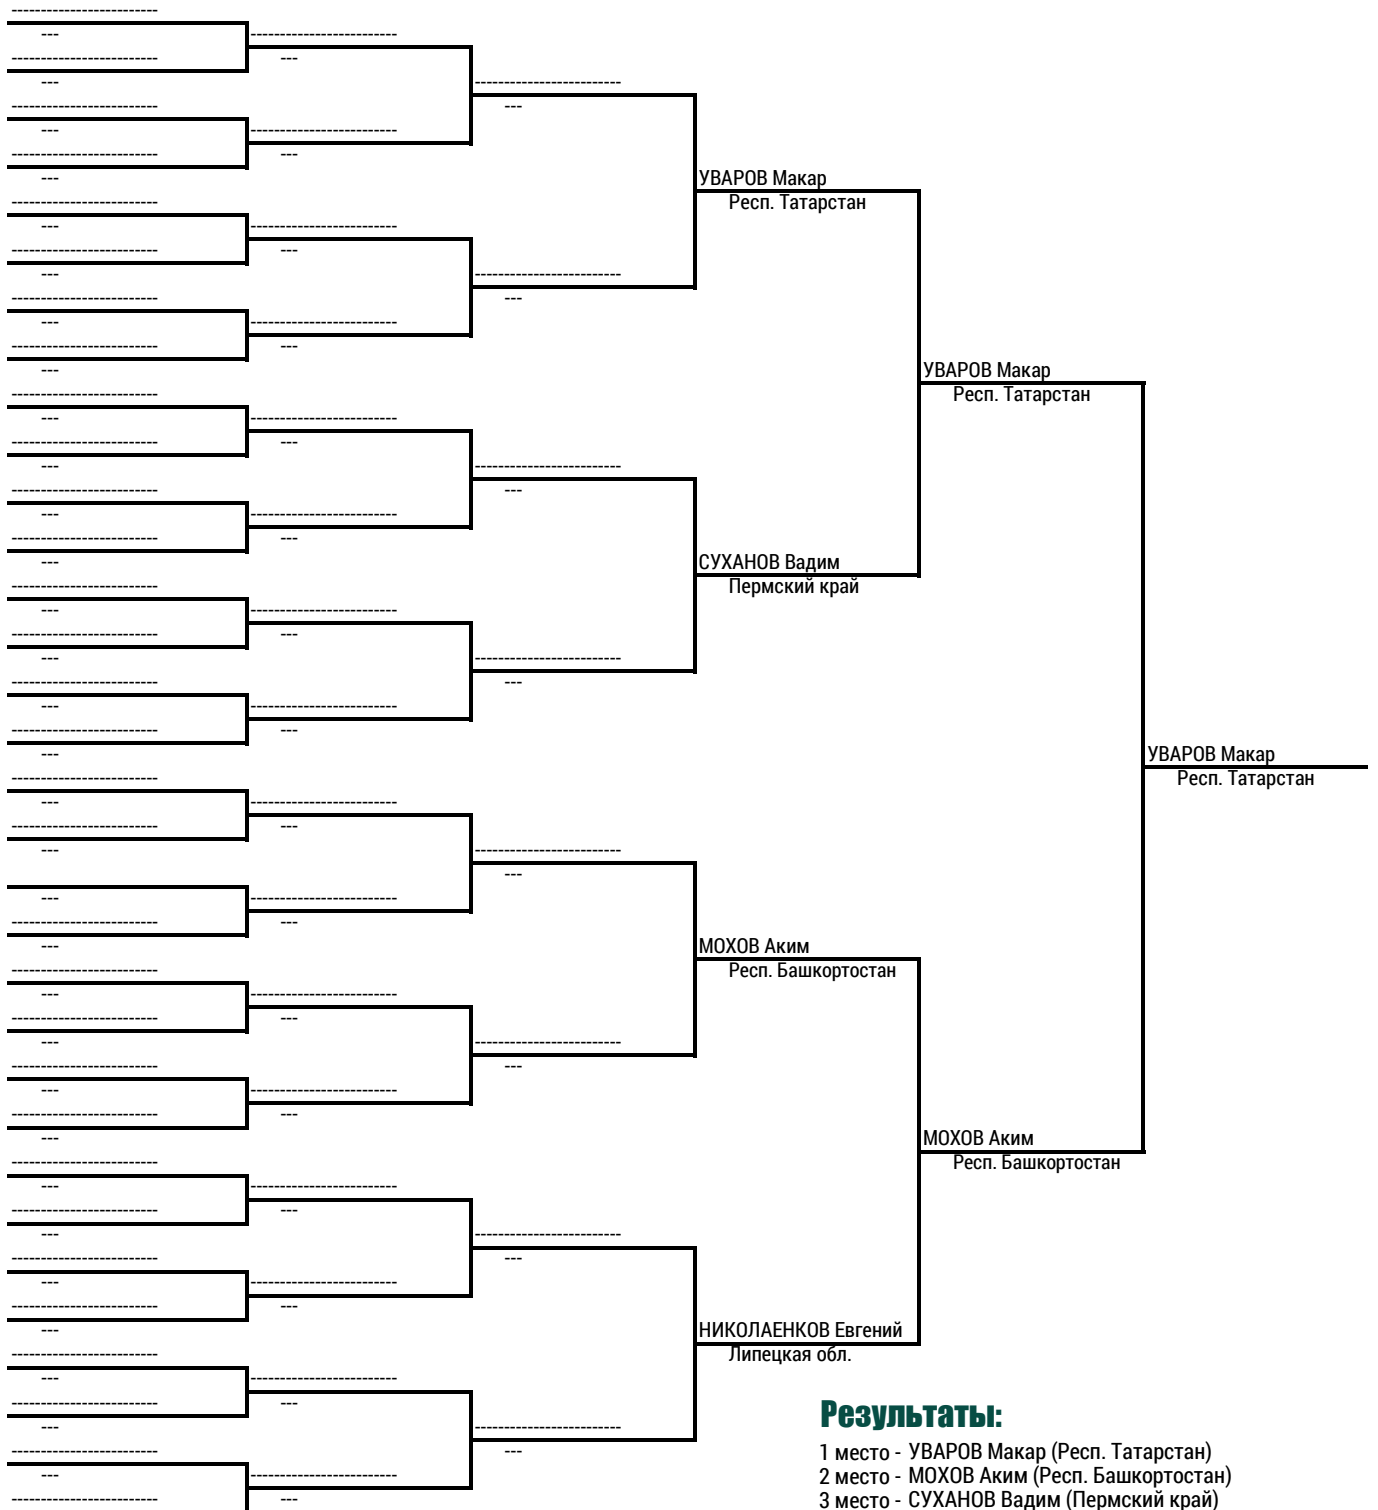 УВАРОВ Макар
Респ. Татарстан
УВАРОВ Макар
Респ. Татарстан
СУХАНОВ Вадим
Пермский край
УВАРОВ Макар
Респ. Татарстан
МОХОВ Аким
Респ. Башкортостан
МОХОВ Аким
Респ. Башкортостан
НИКОЛАЕНКОВ Евгений
Липецкая обл.
Результаты:
1 место - УВАРОВ Макар (Респ. Татарстан)
2 место - МОХОВ Аким (Респ. Башкортостан)
3 место - СУХАНОВ Вадим (Пермский край)